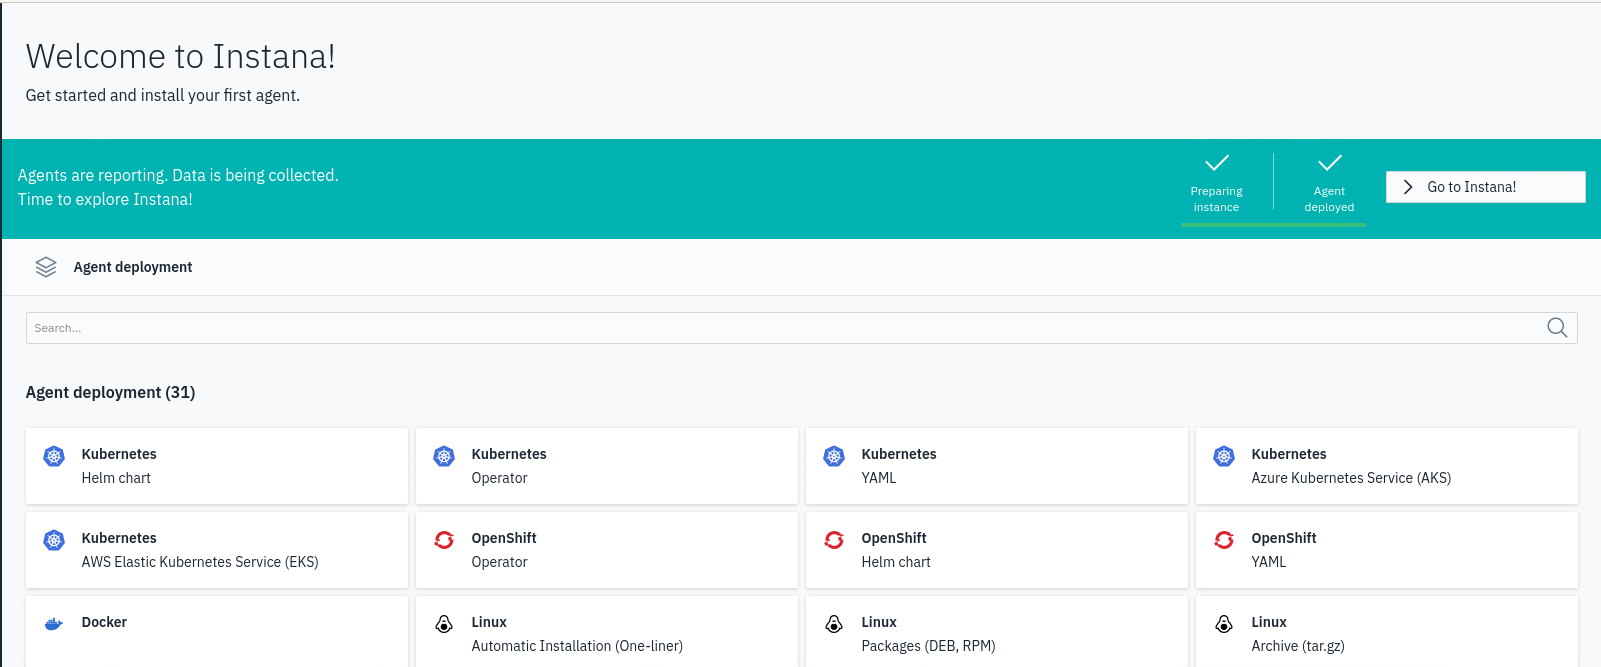 Welcome to Instana!
Get started and install your first agent.
Agents are reporting. Data is being collected.
Time to explore Instana!
Preparing
instance
Agent
deployed
Go to Instana!
Agent deployment
Search...
Agent deployment (31)
Kubernetes
Helm chart
Kubernetes
Operator
Kubernetes
YAML
Kubernetes
Azure Kubernetes Service (AKS)
Kubernetes
AWS Elastic Kubernetes Service (EKS)
OpenShift
Operator
OpenShift
Helm chart
OpenShift
YAML
Docker
Linux
Automatic Installation (One-liner)
Linux
Packages (DEB, RPM)
Linux
Archive (tar.gz)